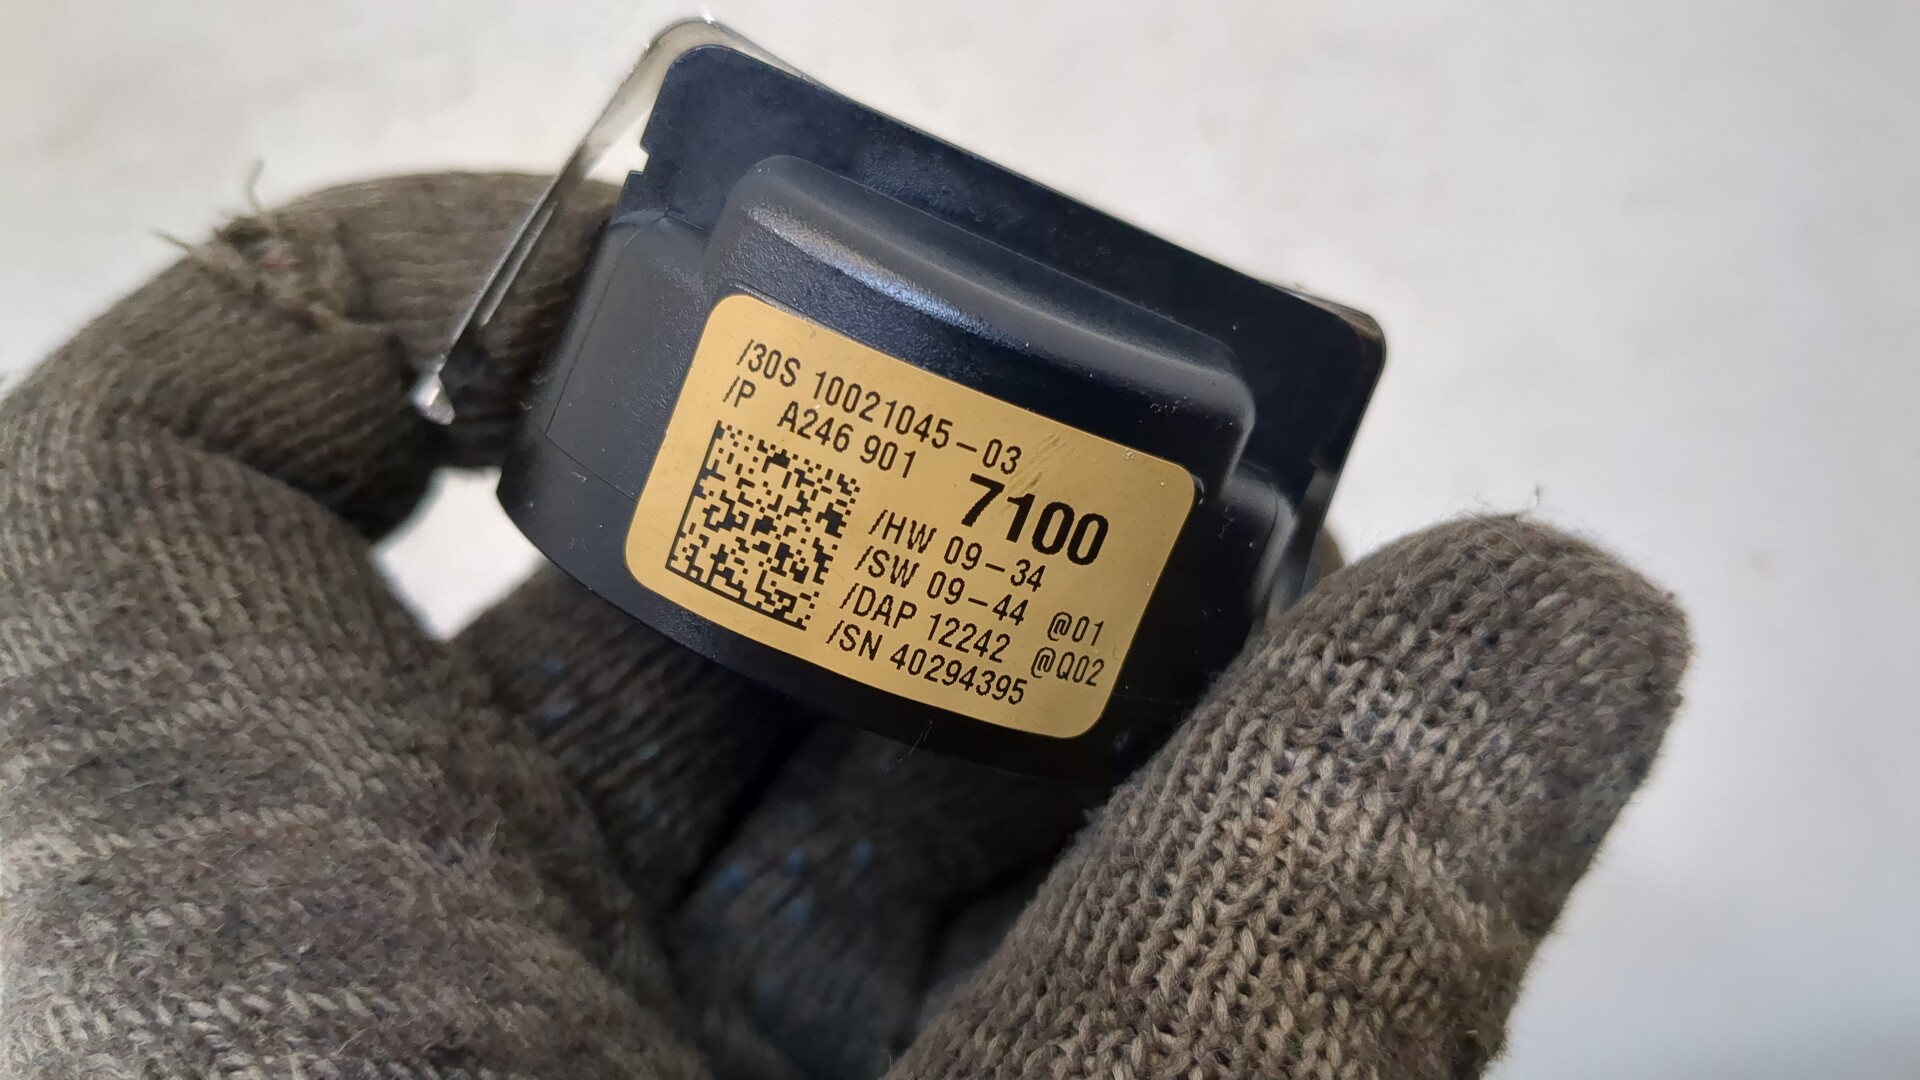 /30S 10021045-03
/P A246 901 7100
/HW 09-34
/SW 09-44 @01
/DAP 12242 @Q02
/SN 40294395